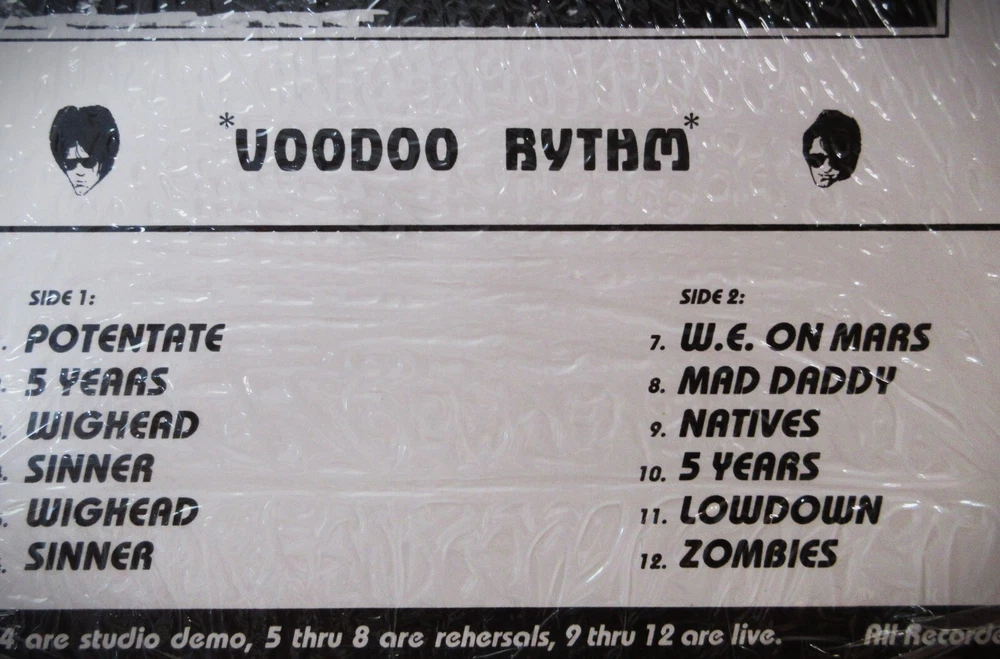 *VOODOO RYTHM*
SIDE 1:
POTENTATE
5 YEARS
WIGHEAD
SINNER
WIGHEAD
SINNER
SIDE 2:
7. W.E. ON MARS
8. MAD DADDY
9. NATIVES
10. 5 YEARS
11. LOWDOWN
12. ZOMBIES
4 are studio demo, 5 thru 8 are rehersals, 9 thru 12 are live.